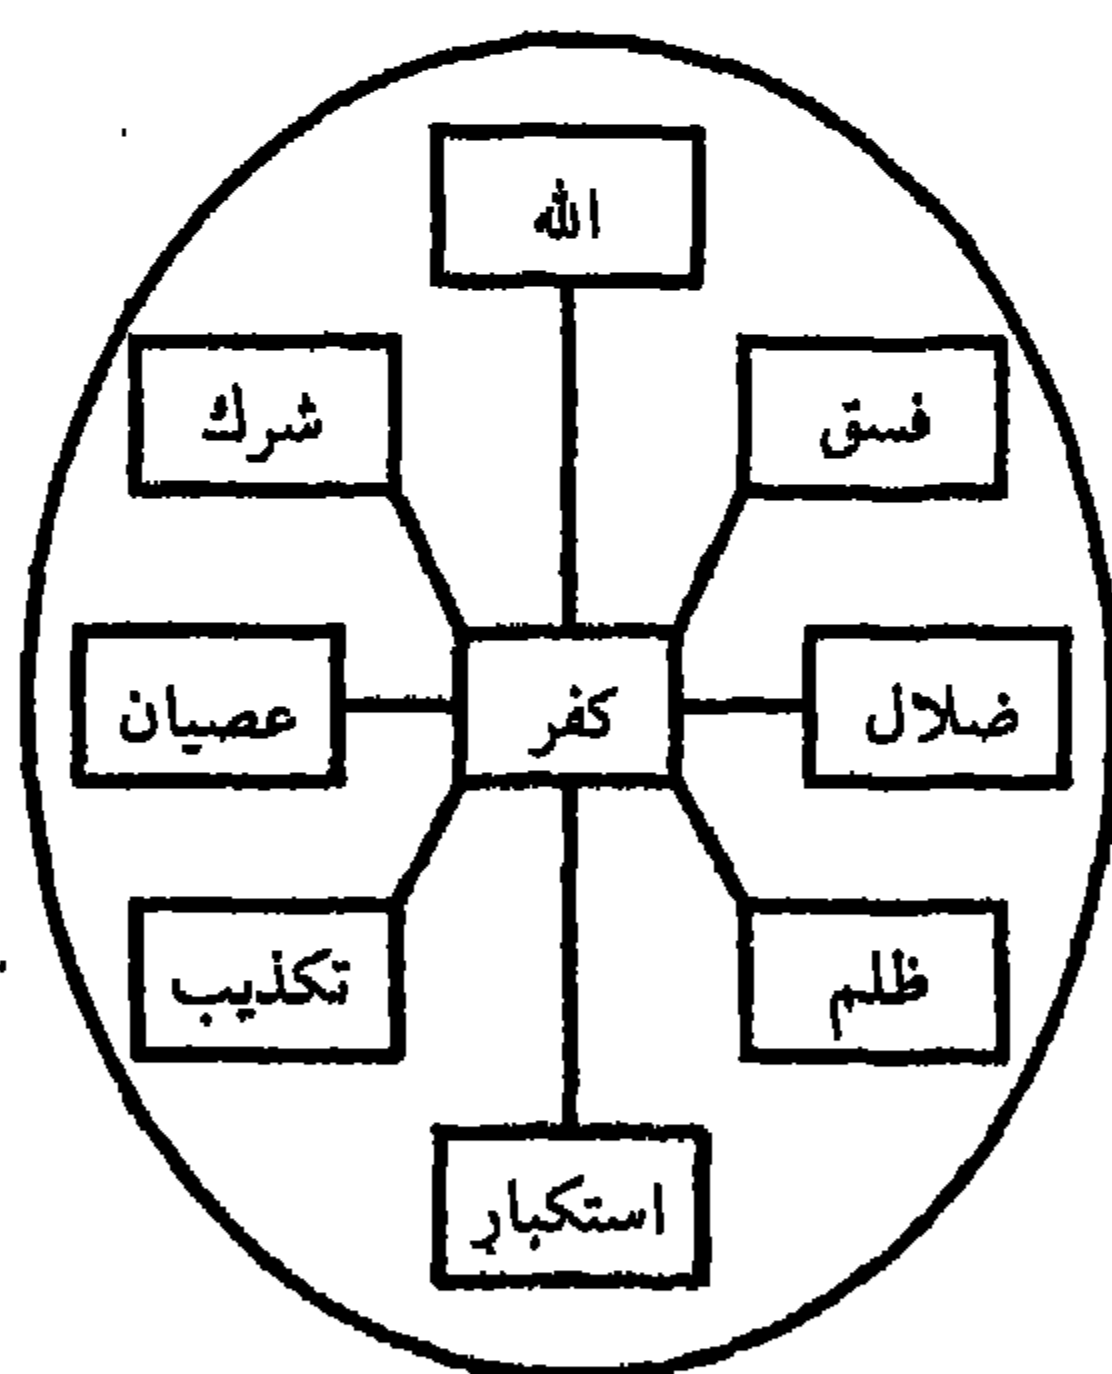 الله
فسق
شرك
ضلال
كفر
عصيان
ظلم
تكذيب
استكبار